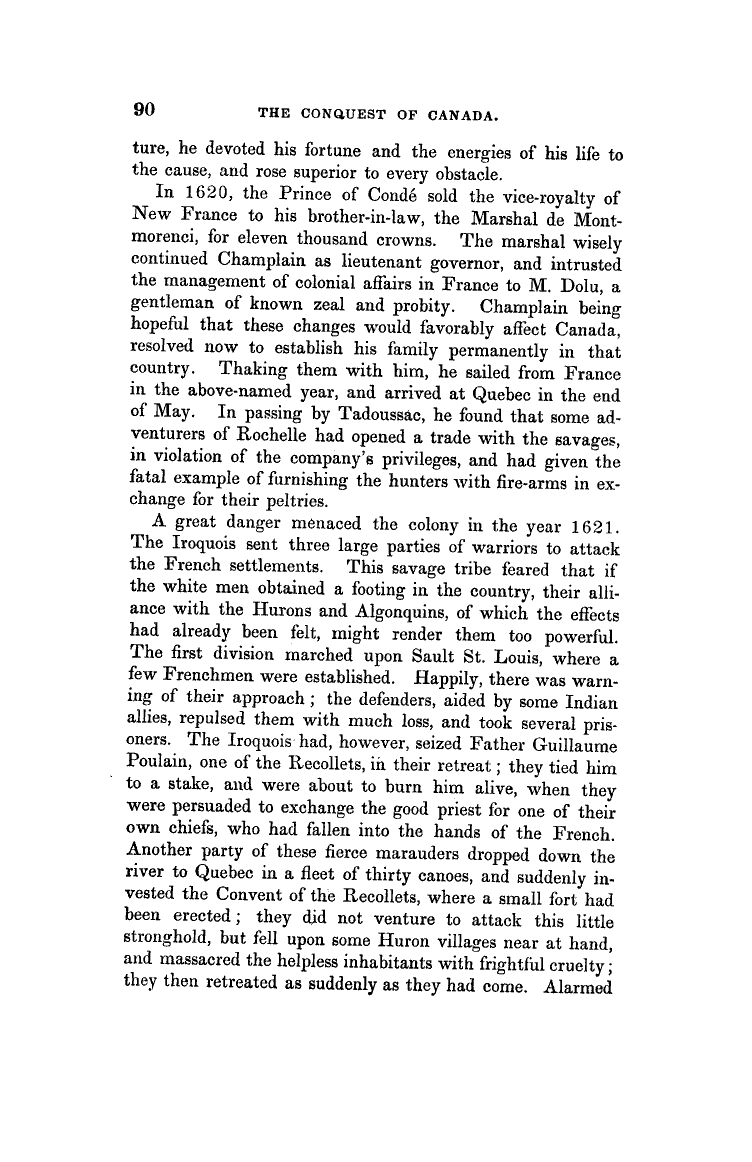 90 THE CONQUEST OF CANADA.
ture, he devoted his fortune and the energies of his life to
the cause, and rose superior to every obstacle.
In 1620, the Prince of Condé sold the vice-royalty of
New France to his brother-in-law, the Marshal de Mont-
morenci, for eleven thousand crowns. The marshal wisely
continued Champlain as lieutenant governor, and intrusted
the management of colonial affairs in France to M. Dolu, a
gentleman of known zeal and probity. Champlain being
hopeful that these changes would favorably affect Canada,
resolved now to establish his family permanently in that
country. Thaking them with him, he sailed from France
in the above-named year, and arrived at Quebec in the end
of May. In passing by Tadoussac, he found that some ad-
venturers of Rochelle had opened a trade with the savages,
in violation of the company's privileges, and had given the
fatal example of furnishing the hunters with fire-arms in ex-
change for their peltries.
A great danger menaced the colony in the year 1621.
The Iroquois sent three large parties of warriors to attack
the French settlements. This savage tribe feared that if
the white men obtained a footing in the country, their alli-
ance with the Hurons and Algonquins, of which the effects
had already been felt, might render them too powerful.
The first division marched upon Sault St. Louis, where a
few Frenchmen were established. Happily, there was warn-
ing of their approach ; the defenders, aided by some Indian
allies, repulsed them with much loss, and took several pris-
oners. The Iroquois had, however, seized Father Guillaume
Poulain, one of the Recollets, in their retreat ; they tied him
to a stake, and were about to burn him alive, when they
were persuaded to exchange the good priest for one of their
own chiefs, who had fallen into the hands of the French.
Another party of these fierce marauders dropped down the
river to Quebec in a fleet of thirty canoes, and suddenly in-
vested the Convent of the Recollets, where a small fort had
been erected ; they did not venture to attack this little
stronghold, but fell upon some Huron villages near at hand,
and massacred the helpless inhabitants with frightful cruelty ;
they then retreated as suddenly as they had come. Alarmed